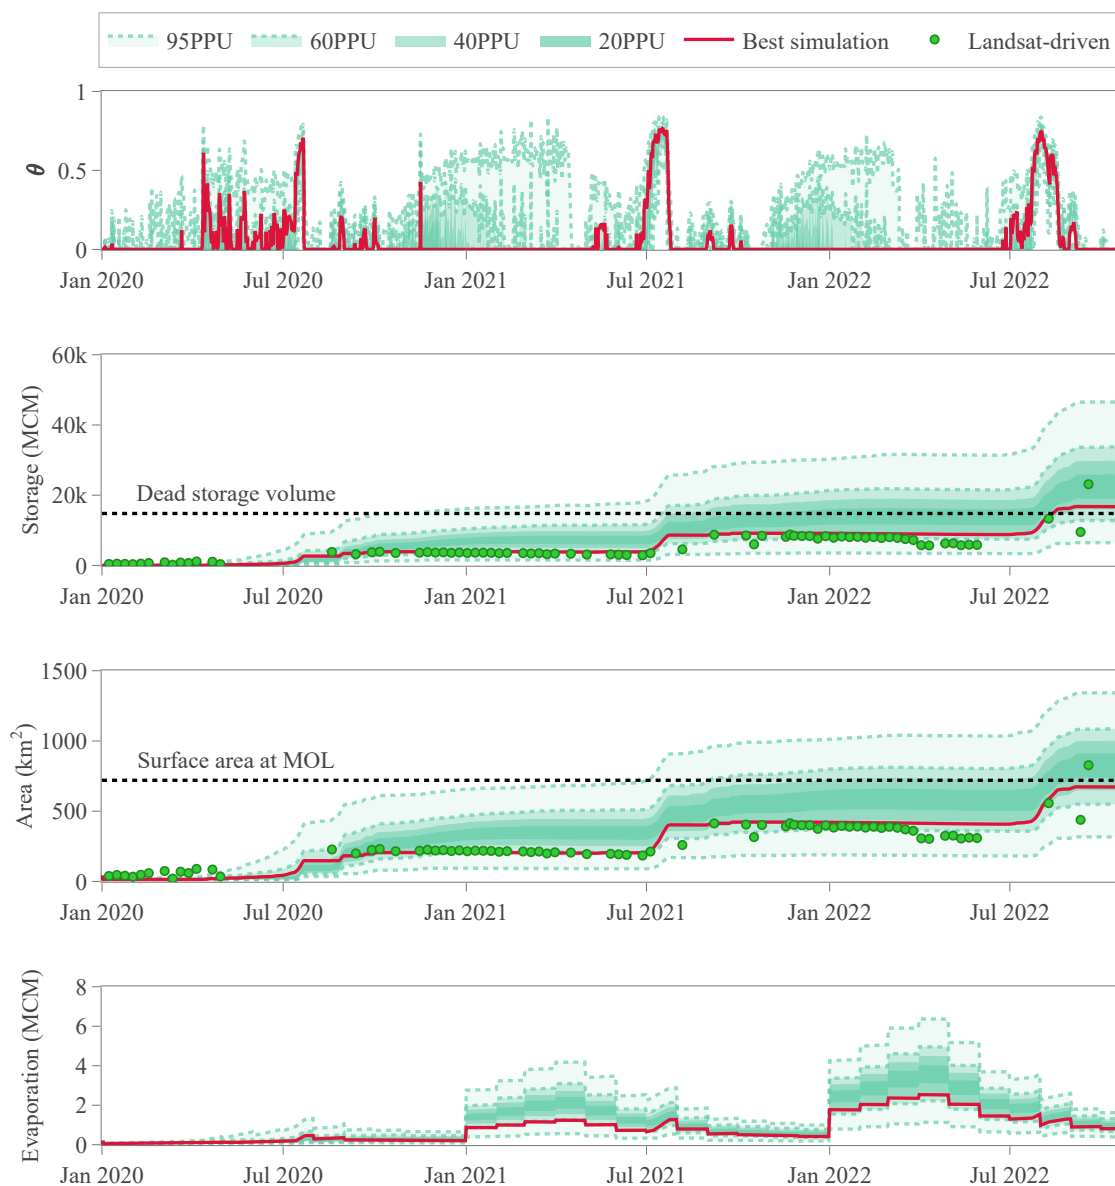 95PPU 60PPU 40PPU 20PPU Best simulation Landsat-driven
1
0.5
0
θ
Jan 2020 Jul 2020 Jan 2021 Jul 2021 Jan 2022 Jul 2022
60k
40k
20k
0
Storage (MCM)
Dead storage volume
Jan 2020 Jul 2020 Jan 2021 Jul 2021 Jan 2022 Jul 2022
1500
1000
500
0
Area (km²)
Surface area at MOL
Jan 2020 Jul 2020 Jan 2021 Jul 2021 Jan 2022 Jul 2022
8
6
4
2
0
Evaporation (MCM)
Jan 2020 Jul 2020 Jan 2021 Jul 2021 Jan 2022 Jul 2022